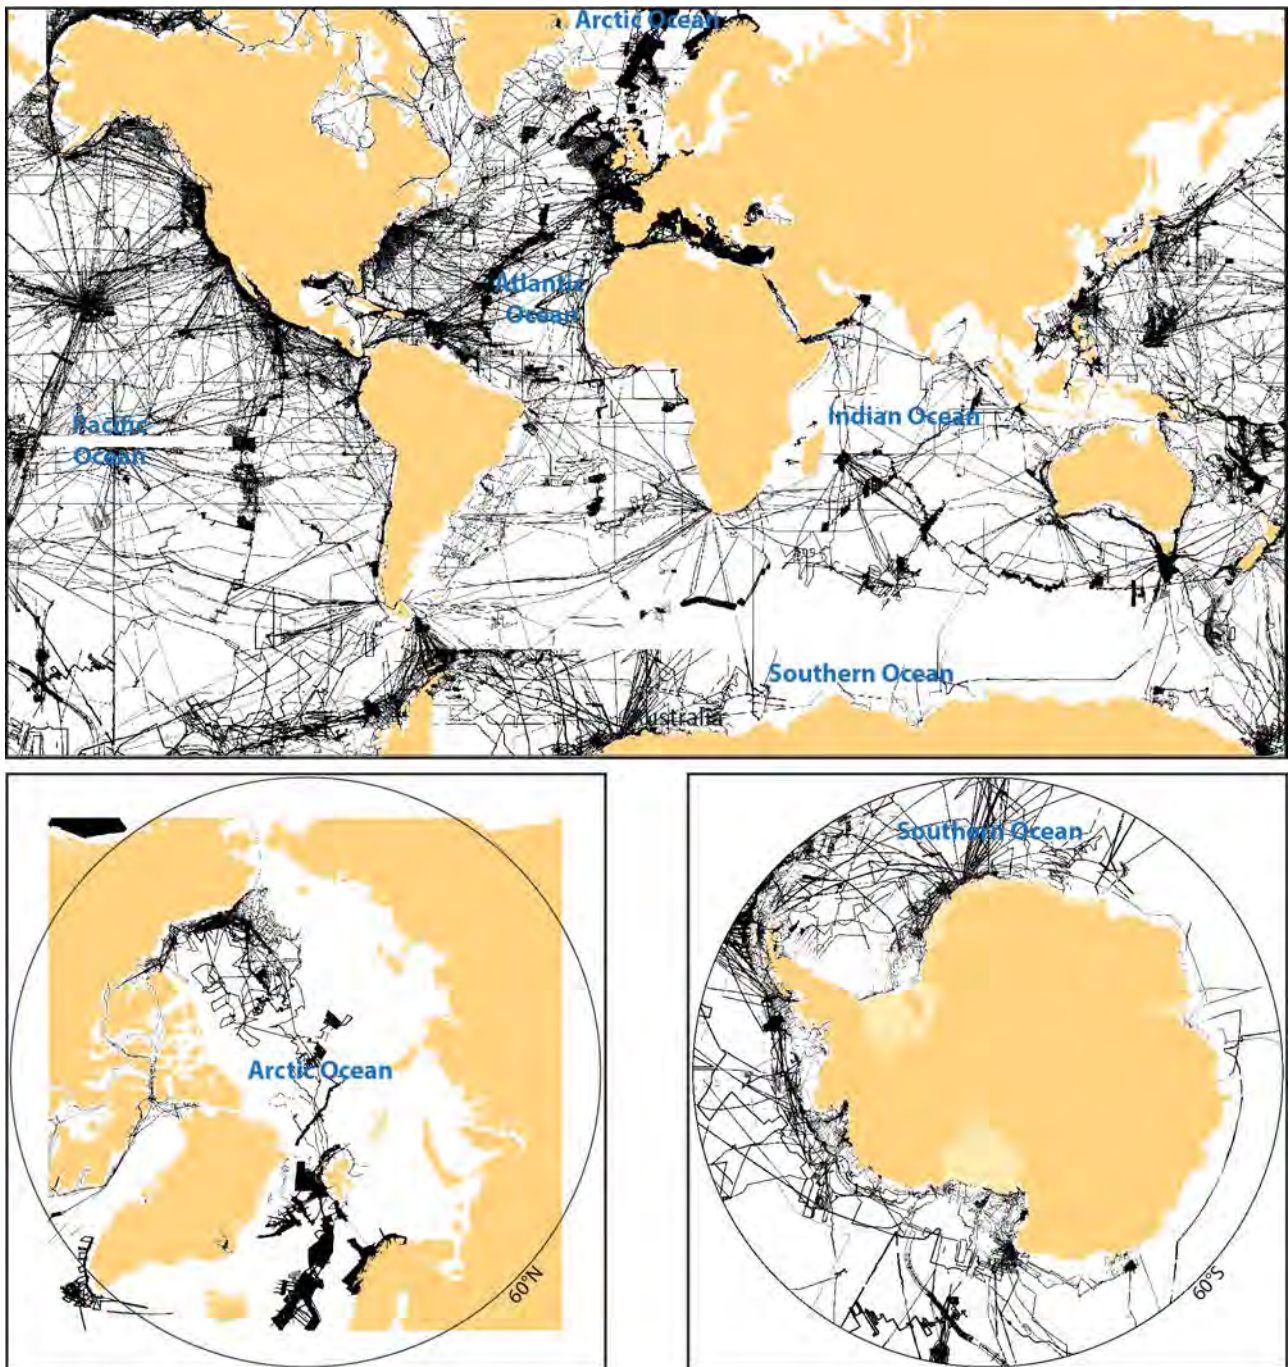 Arctic Ocean
Atlantic
Ocean
Pacific
Ocean
Indian Ocean
Southern Ocean
Australia
Southern Ocean
Arctic Ocean
60°N
60°S